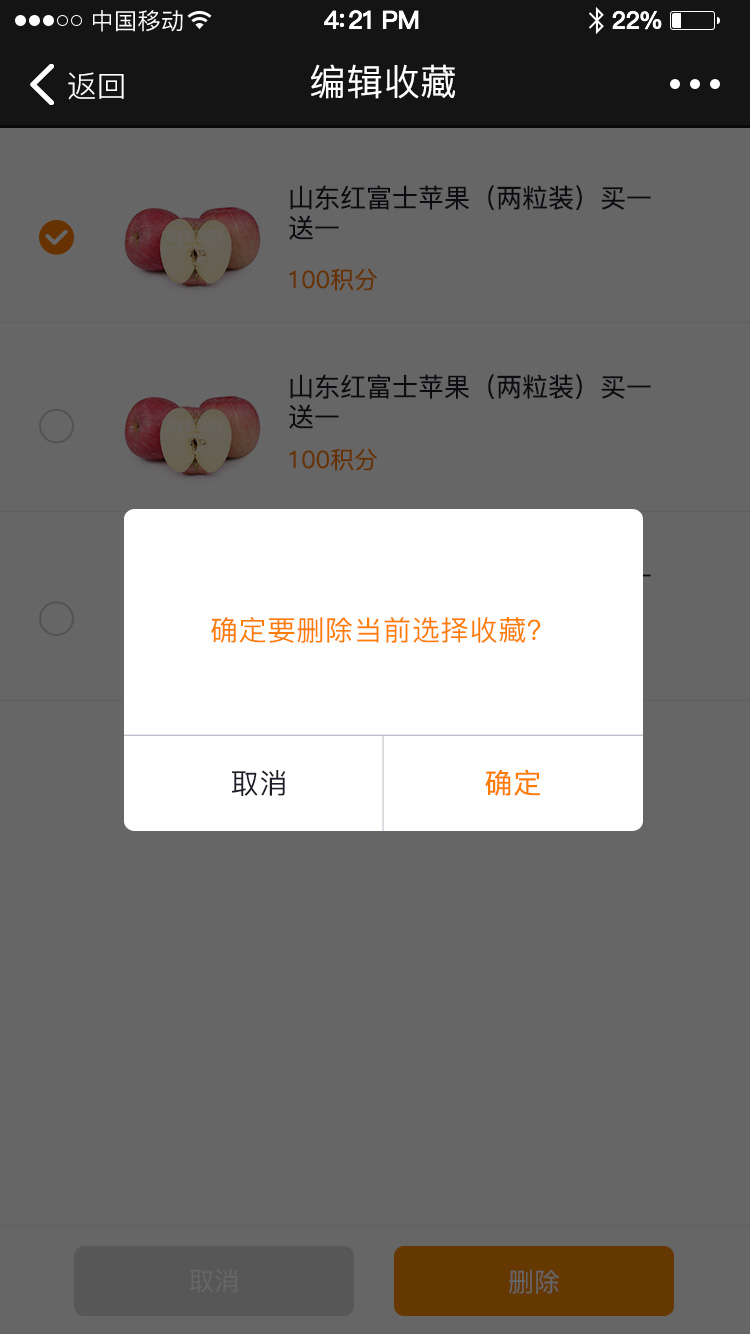 中国移动 4:21 PM 22%
返回 编辑收藏
山东红富士苹果（两粒装）买一
送一
100积分
山东红富士苹果（两粒装）买一
送一
100积分
确定要删除当前选择收藏?
取消 确定
取消 删除